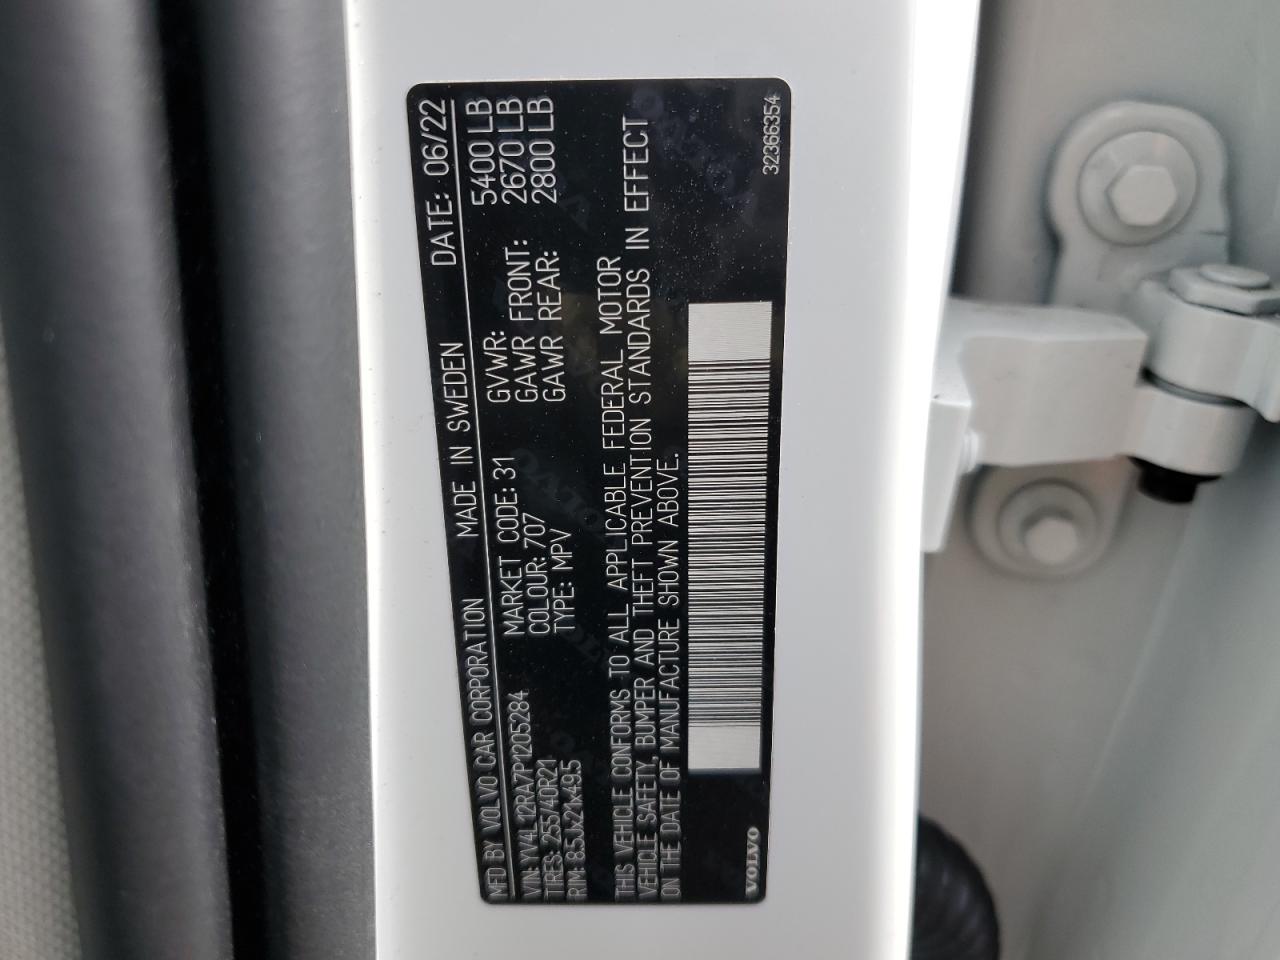 MFD BY VOLVO CAR CORPORATION MADE IN SWEDEN DATE: 06/22
VIN: YV4L12RA7P1205284 MARKET CODE: 31 GVWR: 5400 LB
TIRES: 255/40R21 COLOUR: 707 GAWR FRONT: 2670 LB
RIM: 8.5Jx21x49.5 TYPE: MPV GAWR REAR: 2800 LB
THIS VEHICLE CONFORMS TO ALL APPLICABLE FEDERAL MOTOR
VEHICLE SAFETY, BUMPER AND THEFT PREVENTION STANDARDS IN EFFECT
ON THE DATE OF MANUFACTURE SHOWN ABOVE.
VOLVO 32366354